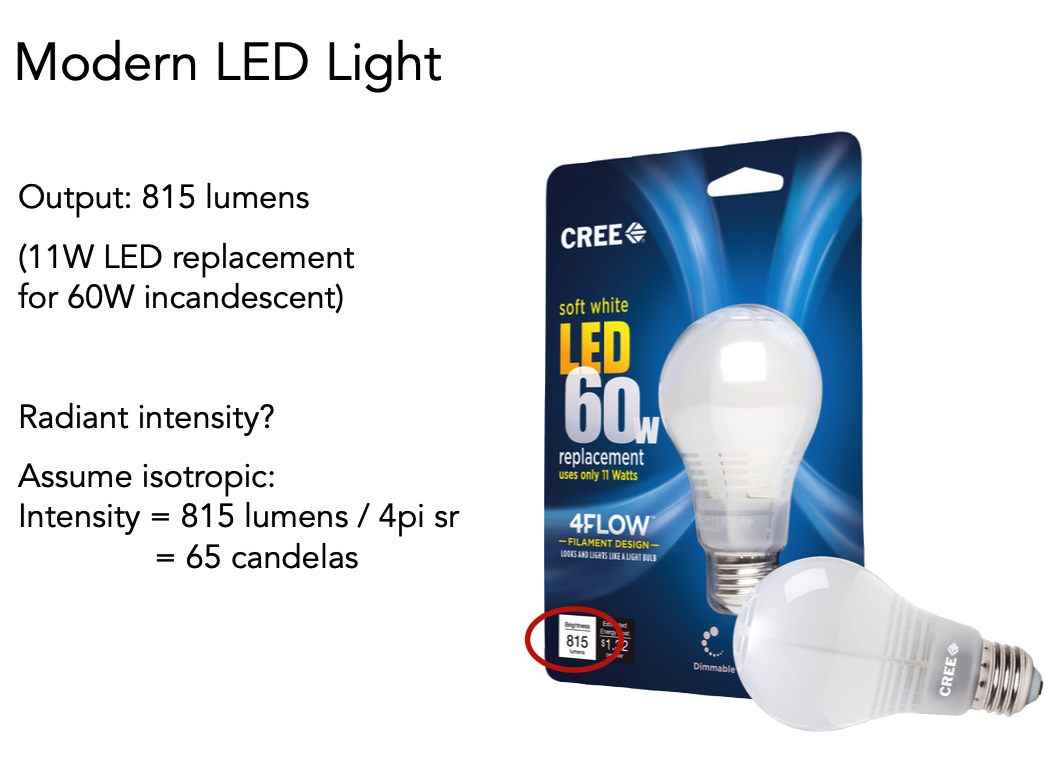 Modern LED Light
Output: 815 lumens
(11W LED replacement
for 60W incandescent)
Radiant intensity?
Assume isotropic:
Intensity = 815 lumens / 4pi sr
= 65 candelas
CREE
soft white
LED
60w
replacement
uses only 11 Watts
4FLOW™
FILAMENT DESIGN
LOOKS AND LIGHTS LIKE A LIGHT BULB
Brightness
815
lumens
Dimmable
CREE